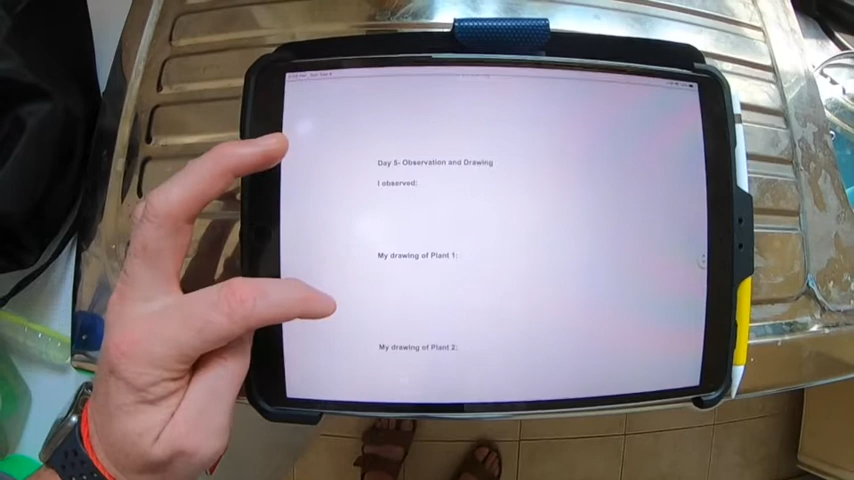 Day 5- Observation and Drawing
I observed:
My drawing of Plant 1:
My drawing of Plant 2: